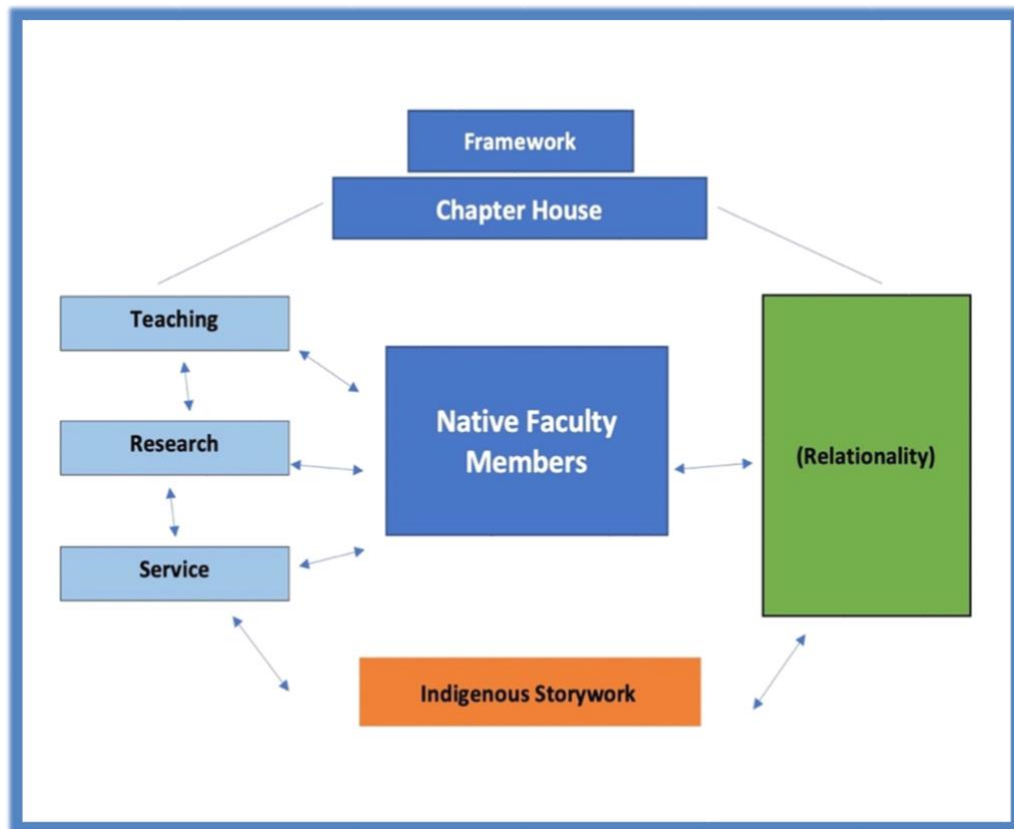 Framework
Chapter House
Teaching
Research
Service
Native Faculty
Members
(Relationality)
Indigenous Storywork